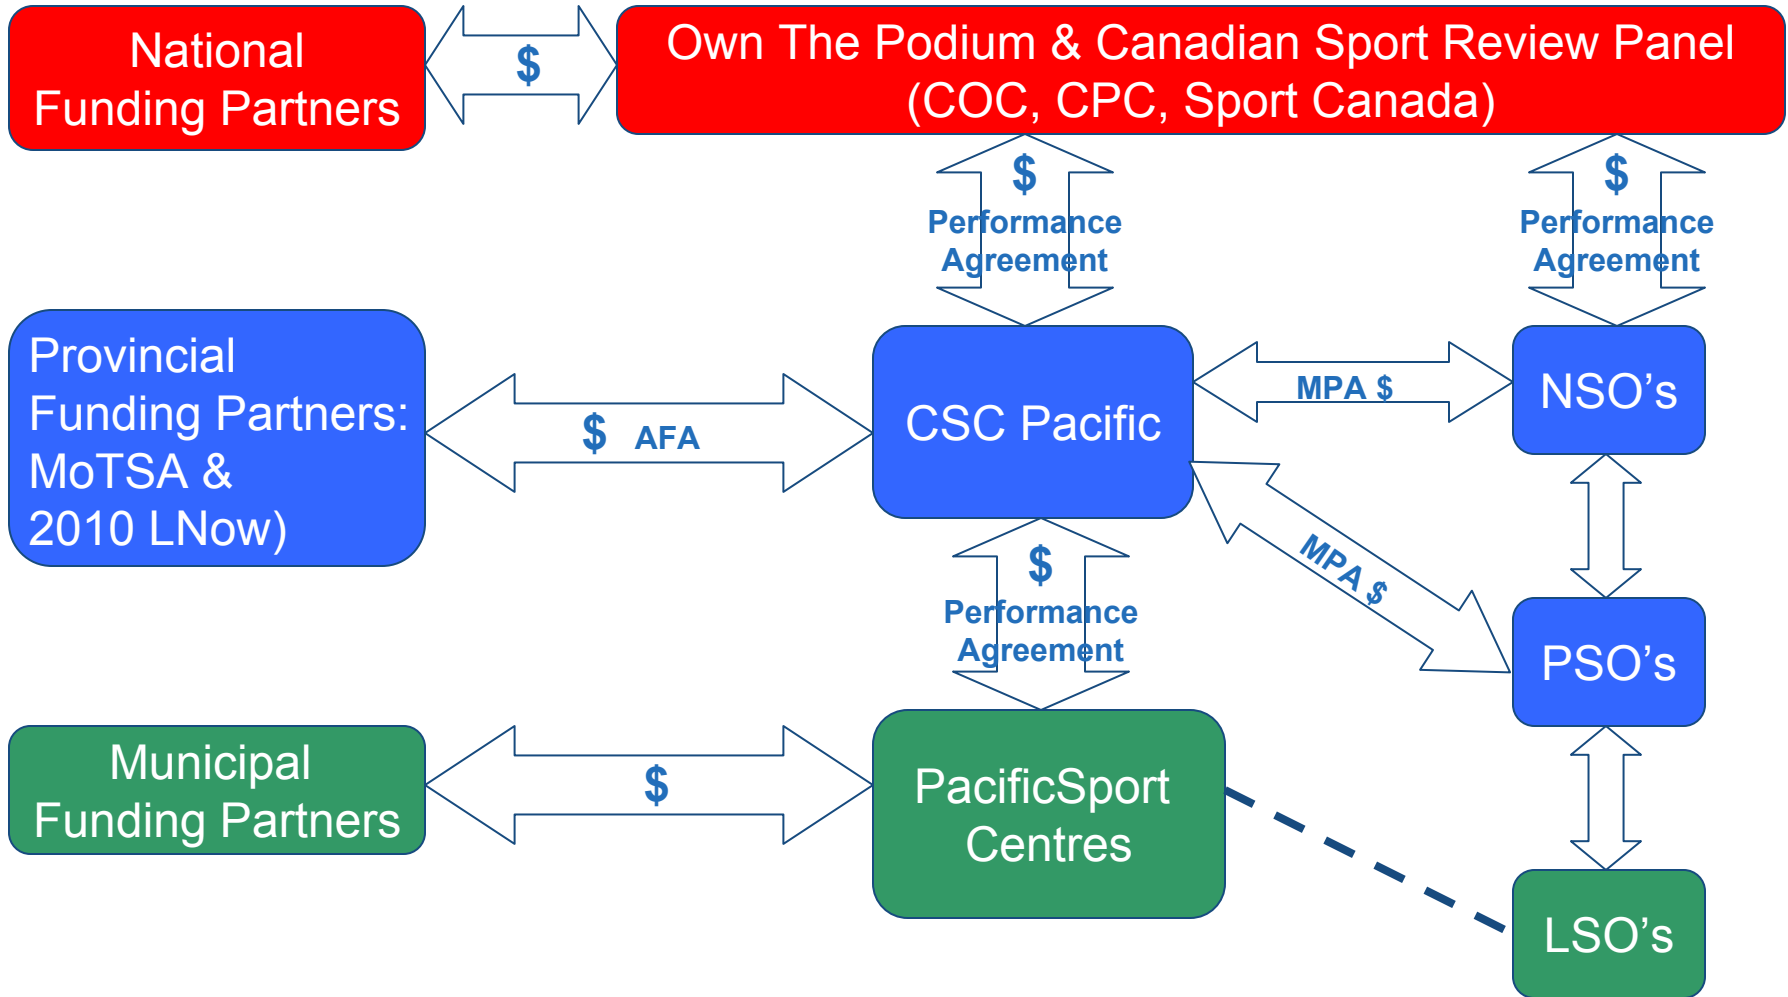 National
Funding Partners
$
Own The Podium & Canadian Sport Review Panel
(COC, CPC, Sport Canada)
$
Performance
Agreement
$
Performance
Agreement
Provincial
Funding Partners:
MoTSA &
2010 LNow)
$ AFA
CSC Pacific
MPA $
NSO’s
MPA $
$
Performance
Agreement
PSO’s
Municipal
Funding Partners
$
PacificSport
Centres
LSO’s